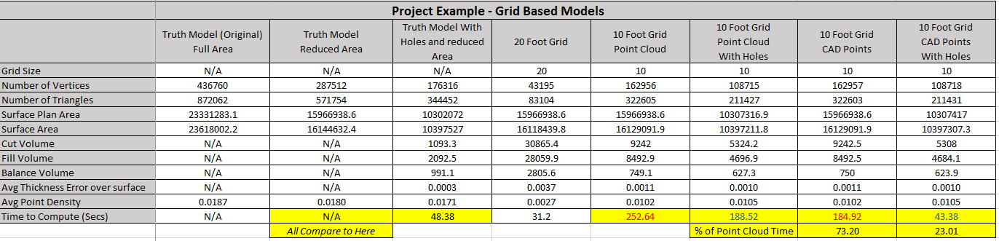 Project Example - Grid Based Models
Truth Model (Original) Full Area Truth Model Reduced Area Truth Model With Holes and reduced Area 20 Foot Grid 10 Foot Grid Point Cloud 10 Foot Grid Point Cloud With Holes 10 Foot Grid CAD Points 10 Foot Grid CAD Points With Holes
Grid Size N/A N/A N/A 20 10 10 10 10
Number of Vertices 436760 287512 176316 43195 162956 108715 162957 108718
Number of Triangles 872062 571754 344452 83104 322605 211427 322603 211431
Surface Plan Area 23331283.1 15966938.6 10302072 15966938.6 15966938.6 10307316.9 15966938.6 10307417
Surface Area 23618002.2 16144632.4 10397527 16118439.8 16129091.9 10397211.8 16129091.9 10397307.3
Cut Volume N/A N/A 1093.3 30865.4 9242 5324.2 9242.5 5308
Fill Volume N/A N/A 2092.5 28059.9 8492.9 4696.9 8492.5 4684.1
Balance Volume N/A N/A 991.1 2805.6 749.1 627.3 750 623.9
Avg Thickness Error over surface N/A N/A 0.0003 0.0037 0.0011 0.0010 0.0011 0.0010
Avg Point Density 0.0187 0.0180 0.0171 0.0027 0.0102 0.0105 0.0102 0.0105
Time to Compute (Secs) N/A N/A 48.38 31.2 252.64 188.52 184.92 43.38
All Compare to Here % of Point Cloud Time 73.20 23.01